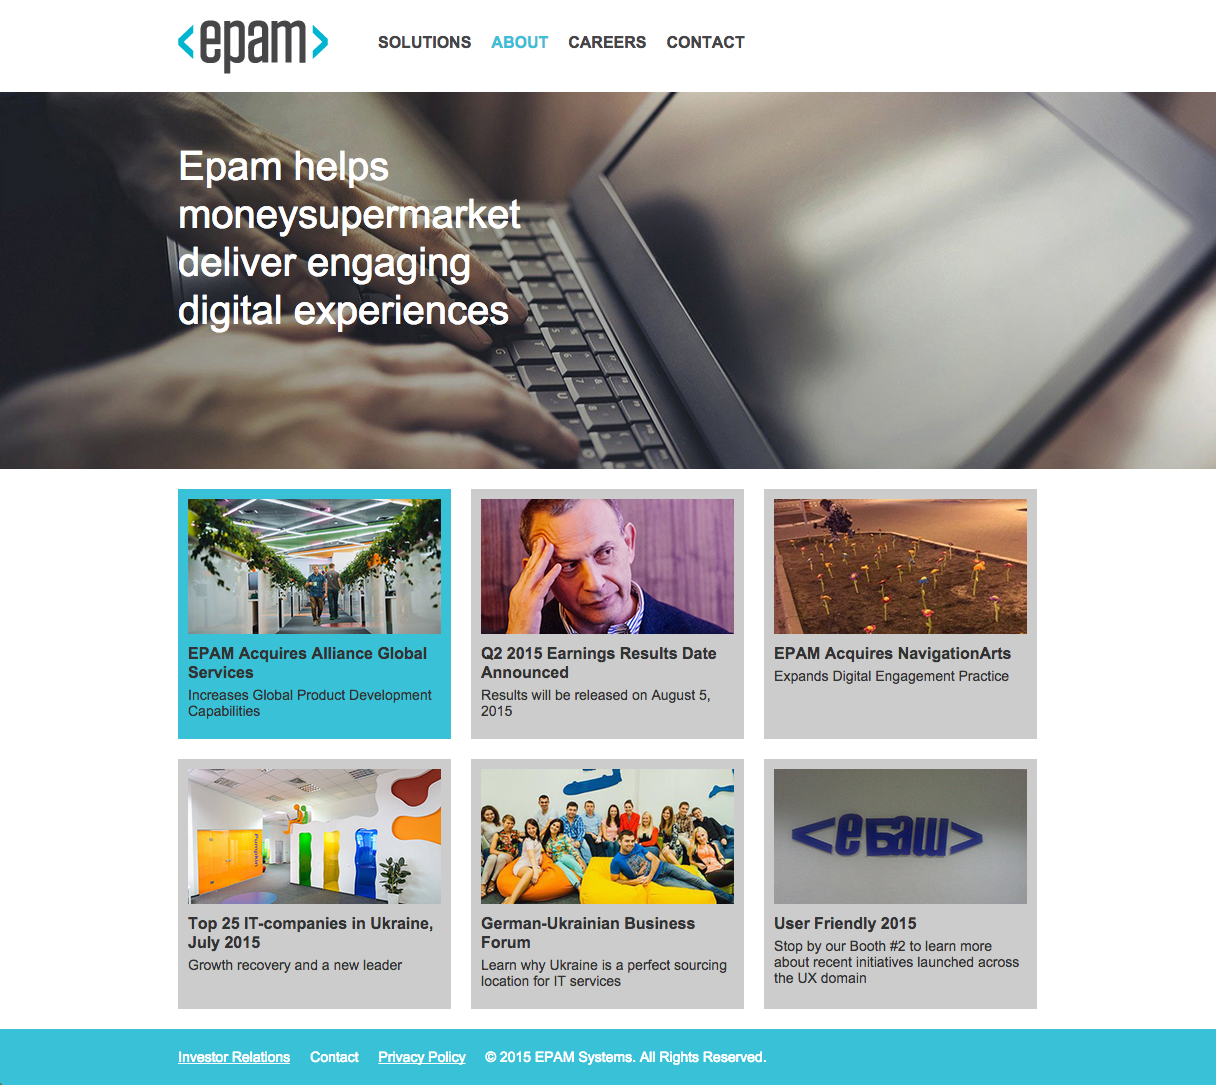 <epam>
SOLUTIONS ABOUT CAREERS CONTACT
Epam helps
moneysupermarket
deliver engaging
digital experiences
EPAM Acquires Alliance Global
Services
Increases Global Product Development
Capabilities
Q2 2015 Earnings Results Date
Announced
Results will be released on August 5,
2015
EPAM Acquires NavigationArts
Expands Digital Engagement Practice
Pumpkin
Top 25 IT-companies in Ukraine,
July 2015
Growth recovery and a new leader
German-Ukrainian Business
Forum
Learn why Ukraine is a perfect sourcing
location for IT services
<eБаш>
User Friendly 2015
Stop by our Booth #2 to learn more
about recent initiatives launched across
the UX domain
Investor Relations Contact Privacy Policy © 2015 EPAM Systems. All Rights Reserved.